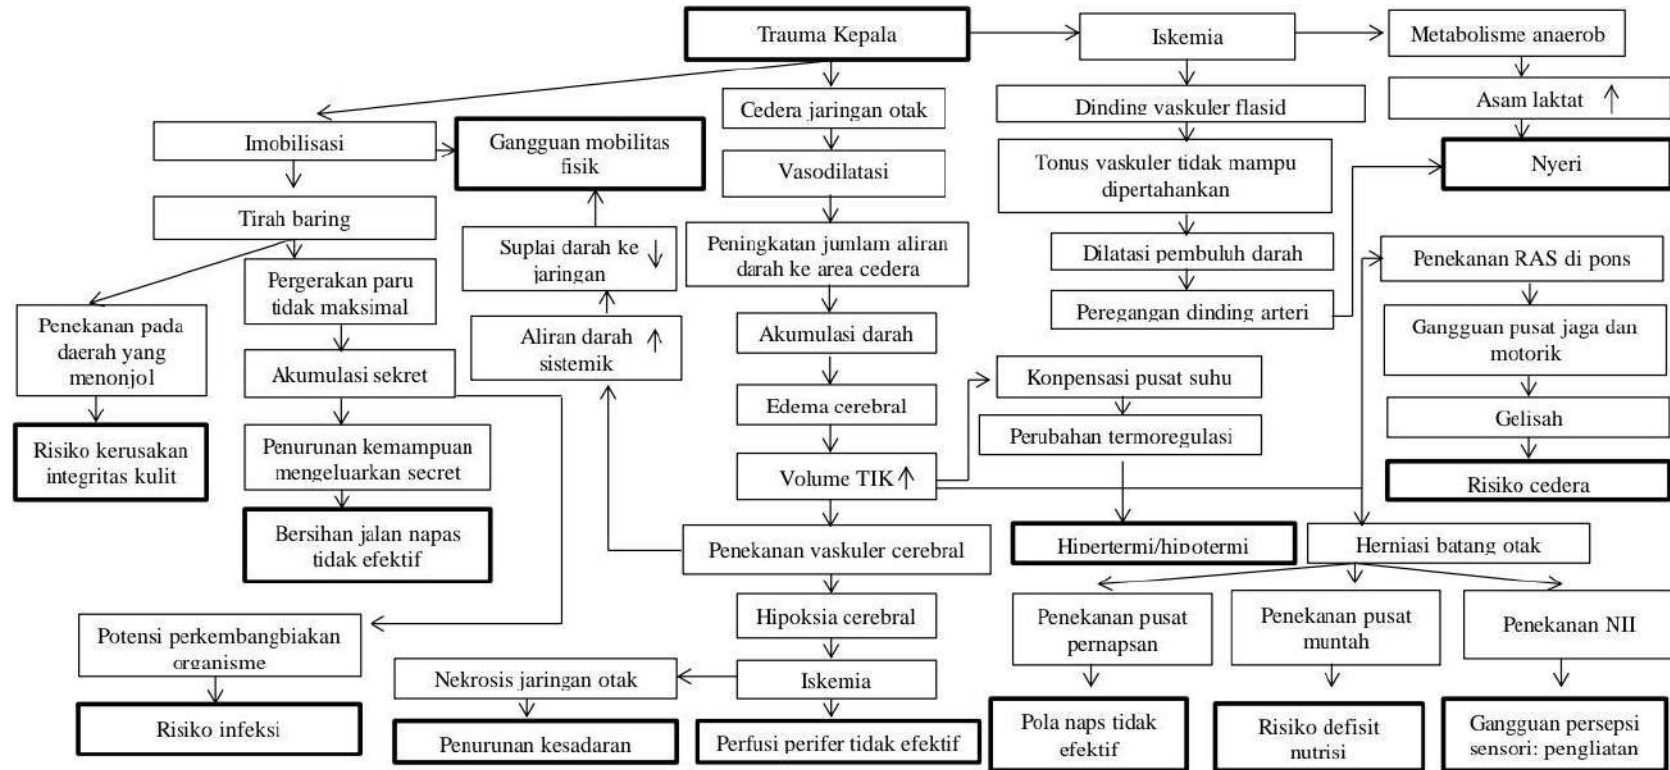 Trauma Kepala
Iskemia
Metabolisme anaerob
Cedera jaringan otak
Dinding vaskuler flasid
Asam laktat ↑
Imobilisasi
Gangguan mobilitas
fisik
Vasodilatasi
Tonus vaskuler tidak mampu
dipertahankan
Nyeri
Tirah baring
Suplai darah ke
jaringan ↓
Peningkatan jumlam aliran
darah ke area cedera
Dilatasi pembuluh darah
Penekanan RAS di pons
Pergerakan paru
tidak maksimal
Peregangan dinding arteri
Penekanan pada
daerah yang
menonjol
Aliran darah ↑
sistemik
Akumulasi darah
Gangguan pusat jaga dan
motorik
Akumulasi sekret
Konpensasi pusat suhu
Edema cerebral
Gelisah
Risiko kerusakan
integritas kulit
Penurunan kemampuan
mengeluarkan secret
Perubahan termoregulasi
Volume TIK ↑
Risiko cedera
Bersihan jalan napas
tidak efektif
Penekanan vaskuler cerebral
Hipertermi/hipotermi
Herniasi batang otak
Hipoksia cerebral
Potensi perkembangbiakan
organisme
Penekanan pusat
pernapsan
Penekanan pusat
muntah
Penekanan NII
Nekrosis jaringan otak
Iskemia
Risiko infeksi
Penurunan kesadaran
Perfusi perifer tidak efektif
Pola naps tidak
efektif
Risiko defisit
nutrisi
Gangguan persepsi
sensori: pengliatan